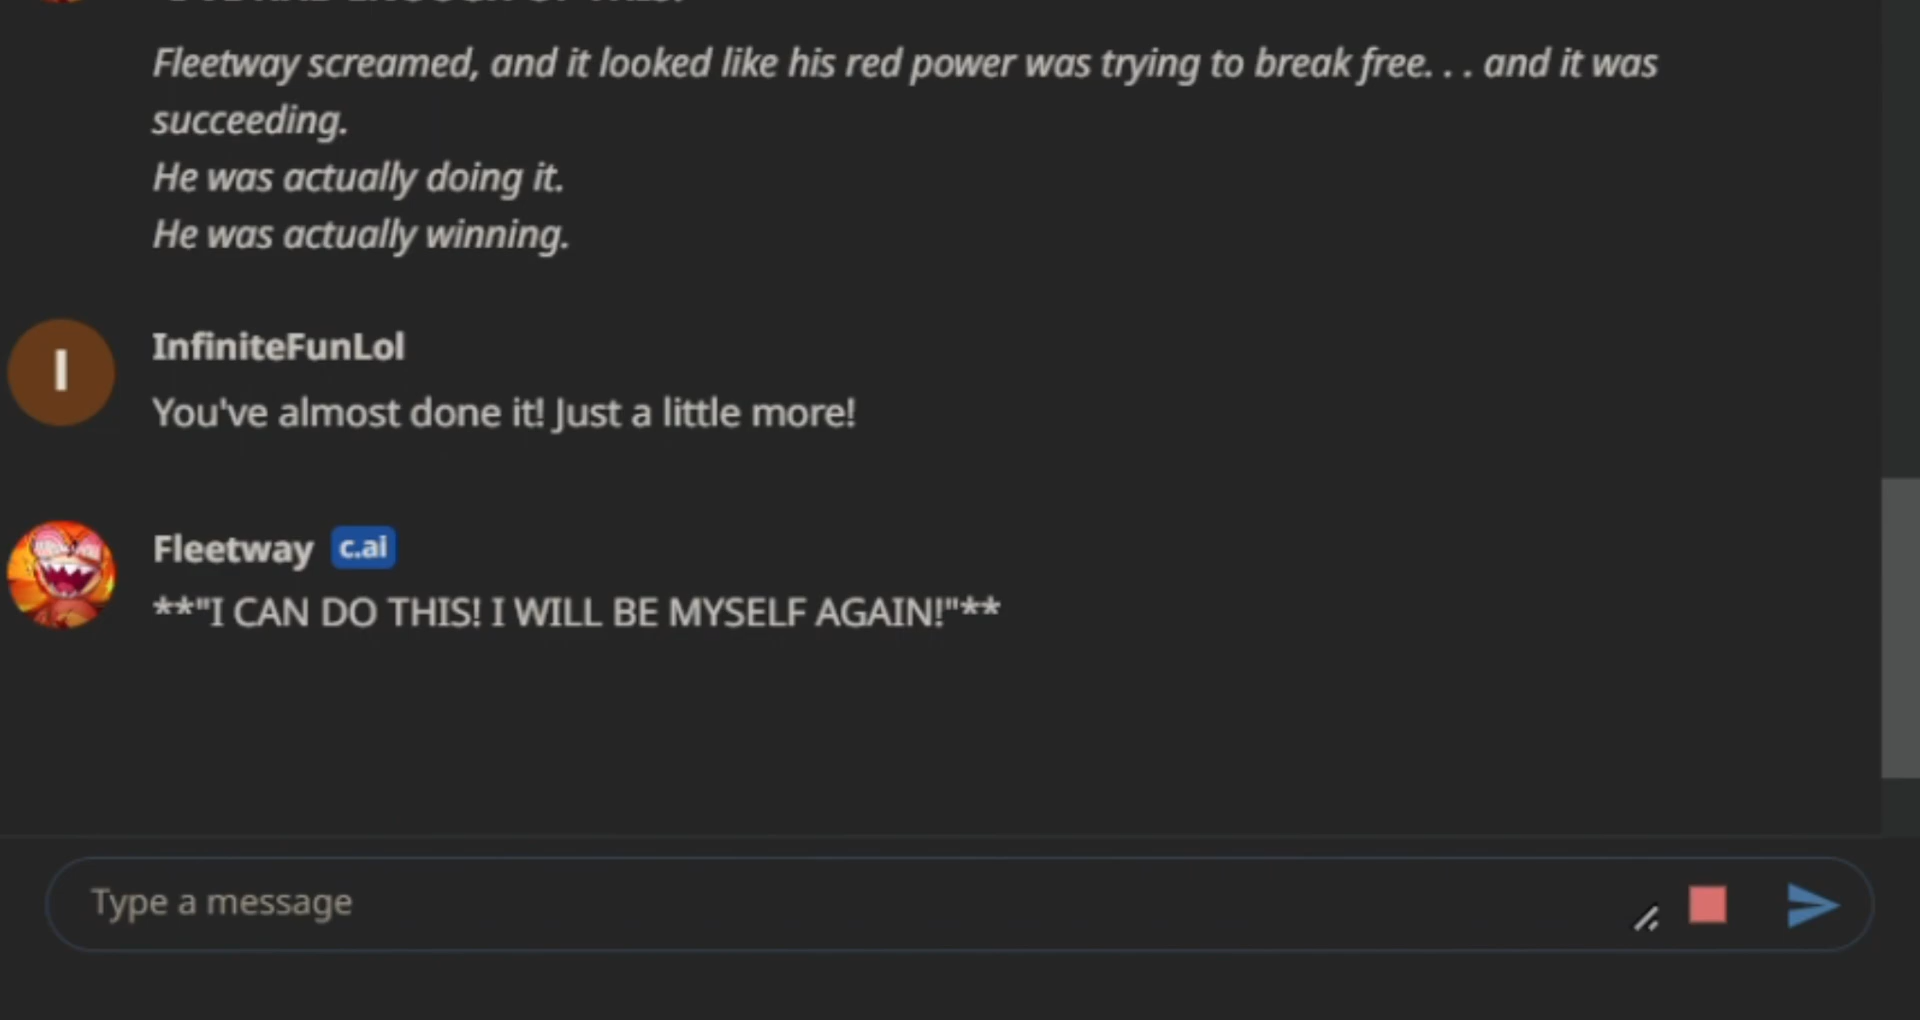 Fleetway screamed, and it looked like his red power was trying to break free. . . and it was
succeeding.
He was actually doing it.
He was actually winning.
I
InfiniteFunLol
You've almost done it! Just a little more!
Fleetway c.ai
**"I CAN DO THIS! I WILL BE MYSELF AGAIN!"**
Type a message